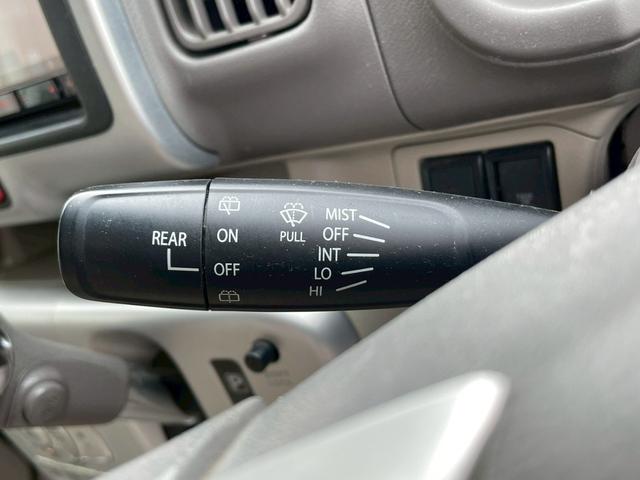 REAR
ON
OFF
PULL
MIST
OFF
INT
LO
HI